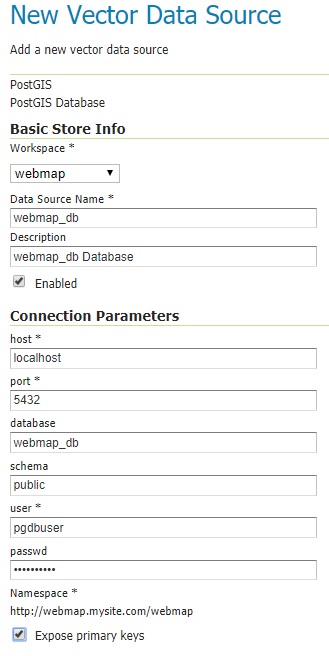 New Vector Data Source
Add a new vector data source
PostGIS
PostGIS Database
Basic Store Info
Workspace *
webmap
Data Source Name *
webmap_db
Description
webmap_db Database
Enabled
Connection Parameters
host *
localhost
port *
5432
database
webmap_db
schema
public
user *
pgdbuser
passwd
••••••••••
Namespace *
http://webmap.mysite.com/webmap
Expose primary keys